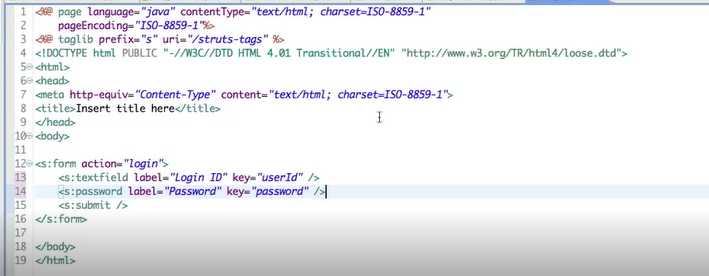 1 <%@ page language="java" contentType="text/html; charset=ISO-8859-1"
2 pageEncoding="ISO-8859-1"%>
3 <%@ taglib prefix="s" uri="/struts-tags" %>
4 <!DOCTYPE html PUBLIC "-//W3C//DTD HTML 4.01 Transitional//EN" "http://www.w3.org/TR/html4/loose.dtd">
5 <html>
6 <head>
7 <meta http-equiv="Content-Type" content="text/html; charset=ISO-8859-1">
8 <title>Insert title here</title>
9 </head>
10 <body>
11
12 <s:form action="login">
13 <s:textfield label="Login ID" key="userId" />
14 <s:password label="Password" key="password" />
15 <s:submit />
16 </s:form>
17
18 </body>
19 </html>